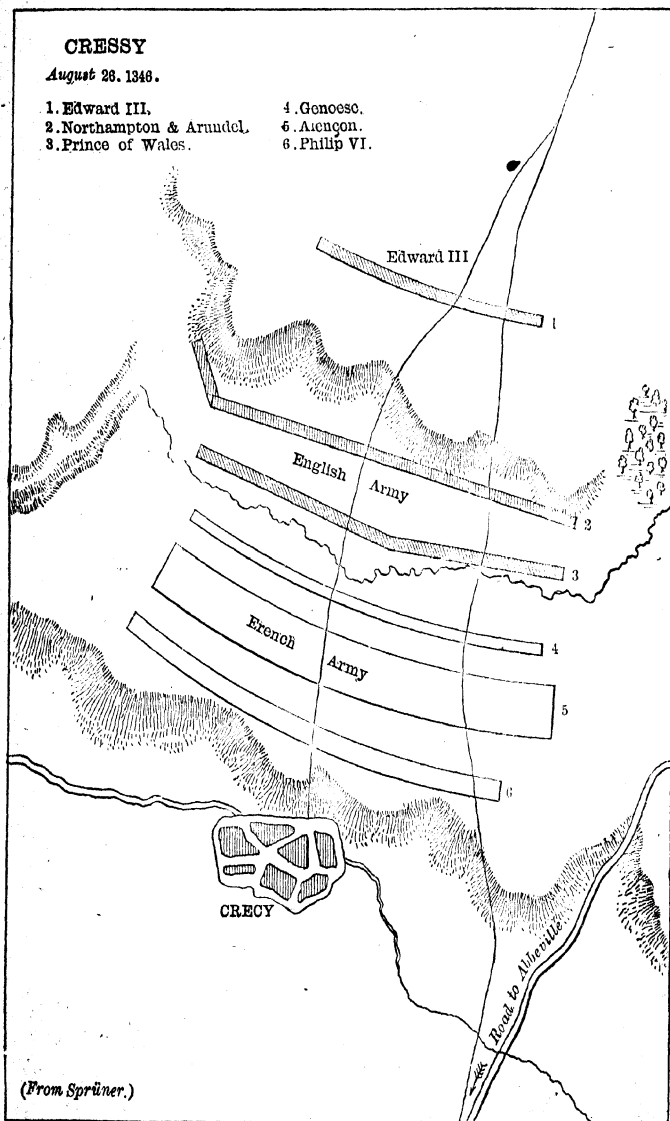 CRESSY
August 26. 1346.
1. Edward III,
2. Northampton & Arundel.
3. Prince of Wales.
4. Genoese.
5. Alençon.
6. Philip VI.
Edward III
1
English Army
2
3
French Army
4
5
6
CRECY
Road to Abbeville
(From Sprüner.)